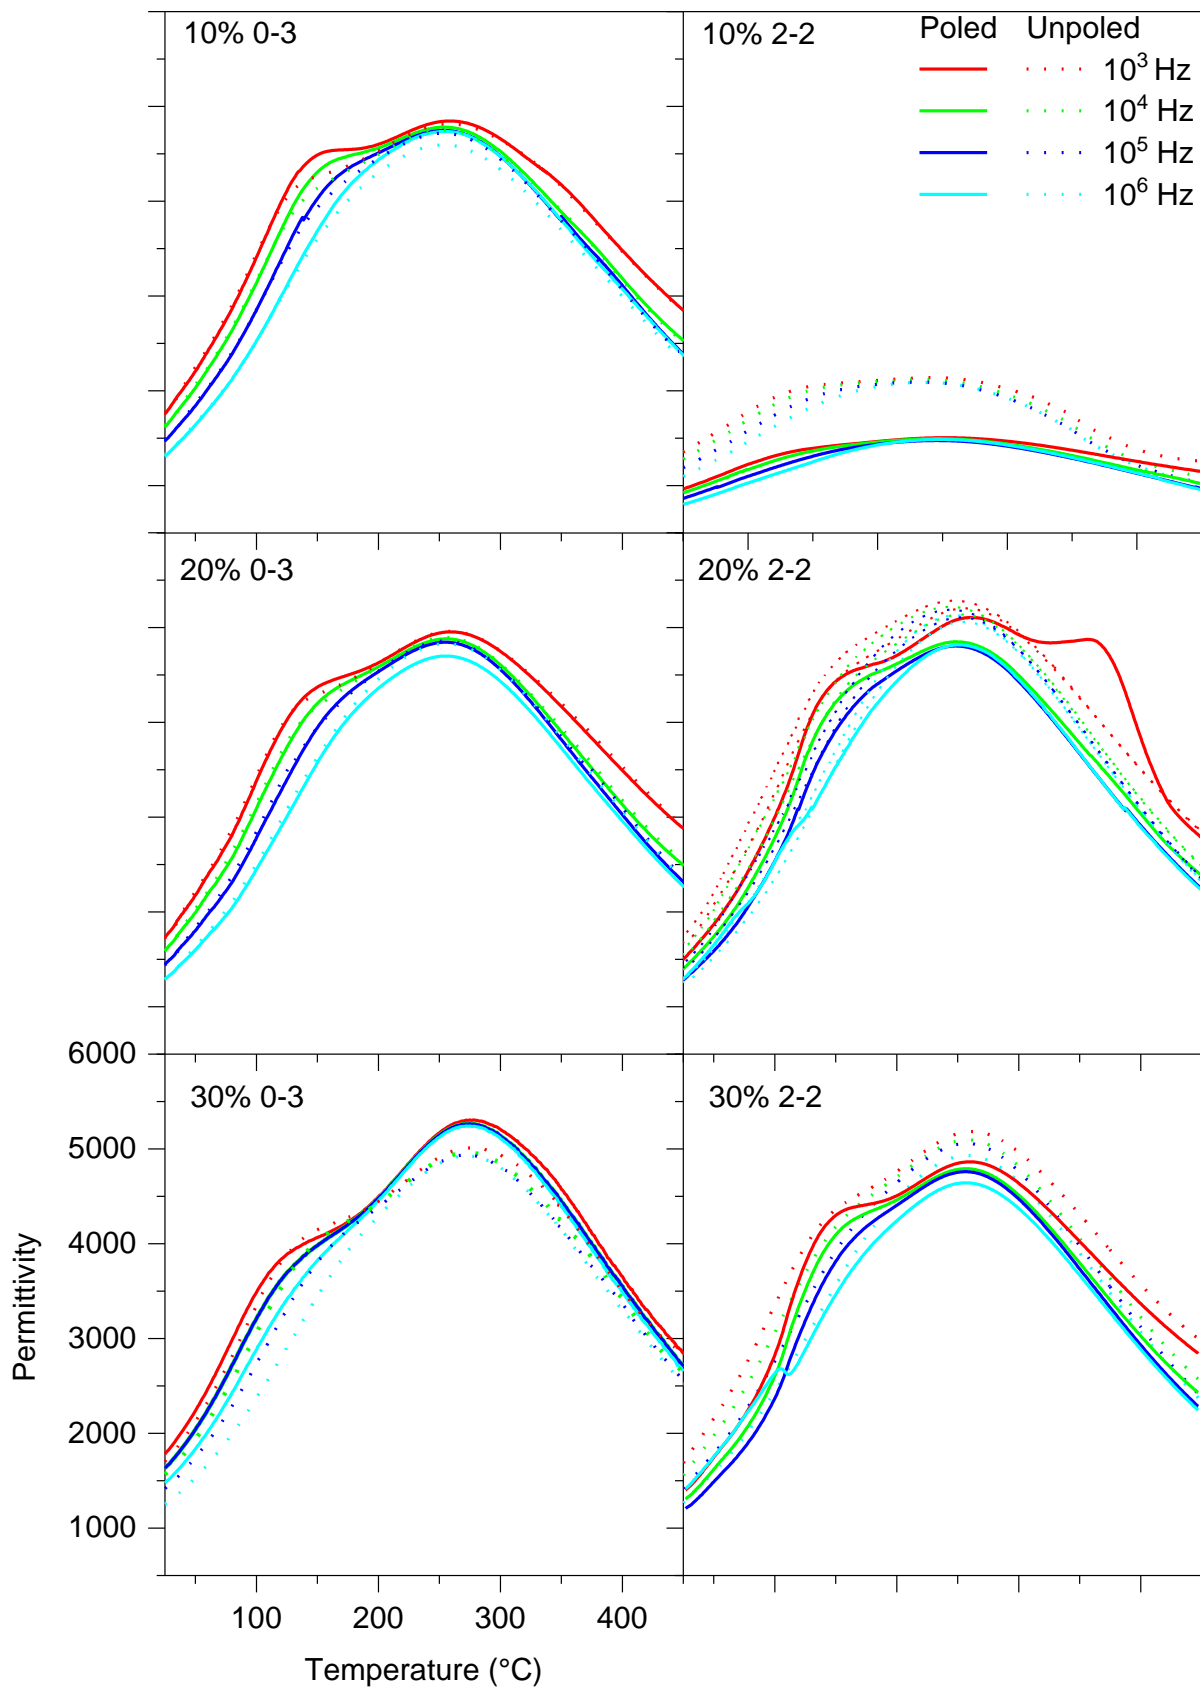 10% 0-3
10% 2-2
Poled Unpoled
10³ Hz
10⁴ Hz
10⁵ Hz
10⁶ Hz
20% 0-3
20% 2-2
6000
30% 0-3
30% 2-2
5000
4000
3000
2000
1000
Permittivity
100 200 300 400
Temperature (°C)